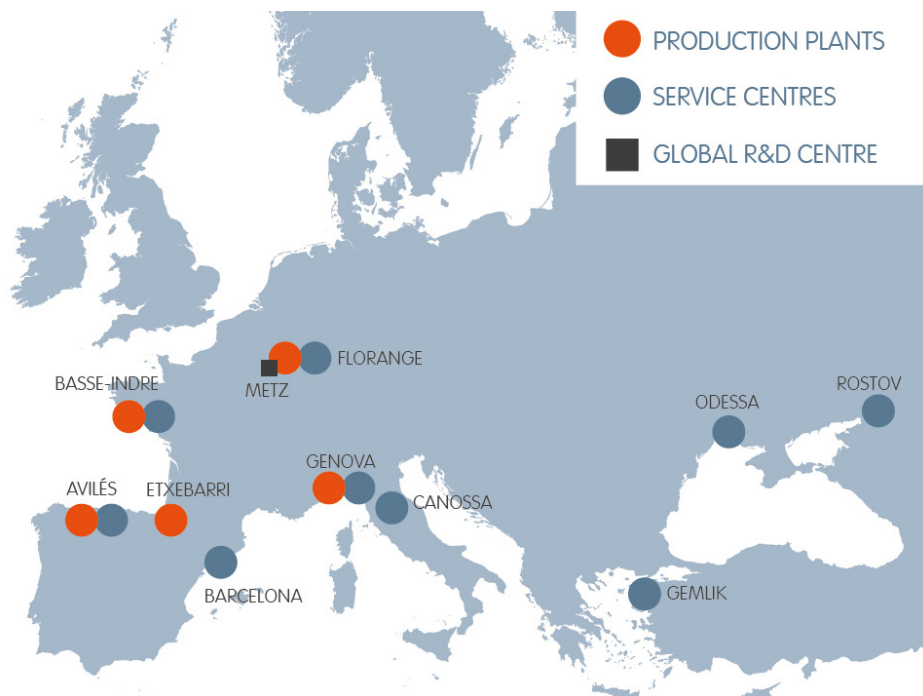 PRODUCTION PLANTS
SERVICE CENTRES
GLOBAL R&D CENTRE
FLORANGE
METZ
BASSE-INDRE
ROSTOV
ODESSA
GENOVA
CANOSSA
AVILÉS
ETXEBARRI
BARCELONA
GEMLIK